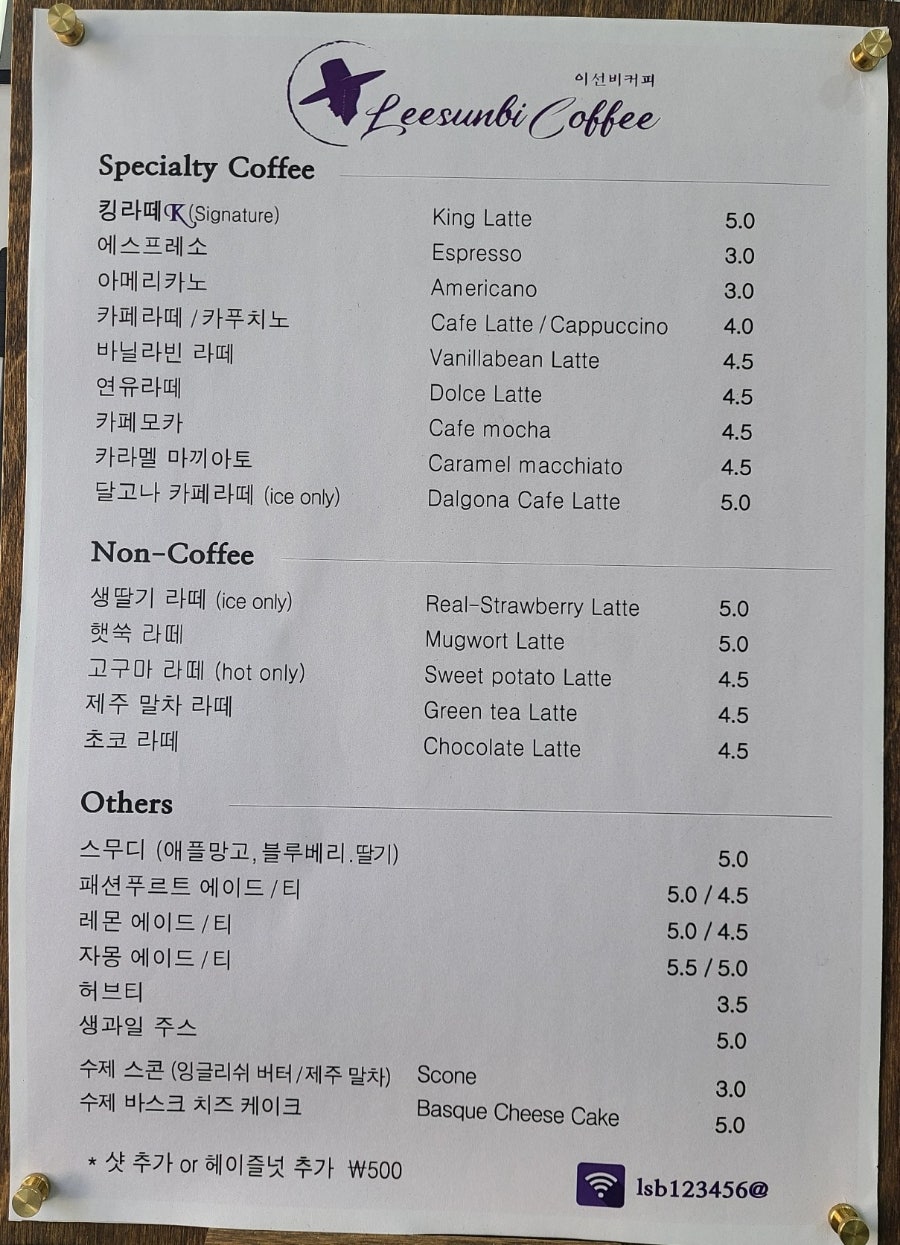 이선비커피
Leesunbi Coffee
Specialty Coffee
킹라떼K(Signature) King Latte 5.0
에스프레소 Espresso 3.0
아메리카노 Americano 3.0
카페라떼/카푸치노 Cafe Latte/Cappuccino 4.0
바닐라빈 라떼 Vanillabean Latte 4.5
연유라떼 Dolce Latte 4.5
카페모카 Cafe mocha 4.5
카라멜 마끼아토 Caramel macchiato 4.5
달고나 카페라떼 (ice only) Dalgona Cafe Latte 5.0
Non-Coffee
생딸기 라떼 (ice only) Real-Strawberry Latte 5.0
햇쑥 라떼 Mugwort Latte 5.0
고구마 라떼 (hot only) Sweet potato Latte 4.5
제주 말차 라떼 Green tea Latte 4.5
초코 라떼 Chocolate Latte 4.5
Others
스무디 (애플망고, 블루베리.딸기) 5.0
패션푸르트 에이드/티 5.0 / 4.5
레몬 에이드/티 5.0 / 4.5
자몽 에이드/티 5.5 / 5.0
허브티 3.5
생과일 주스 5.0
수제 스콘 (잉글리쉬 버터/제주 말차) Scone 3.0
수제 바스크 치즈 케이크 Basque Cheese Cake 5.0
* 샷 추가 or 헤이즐넛 추가 ₩500
lsb123456@